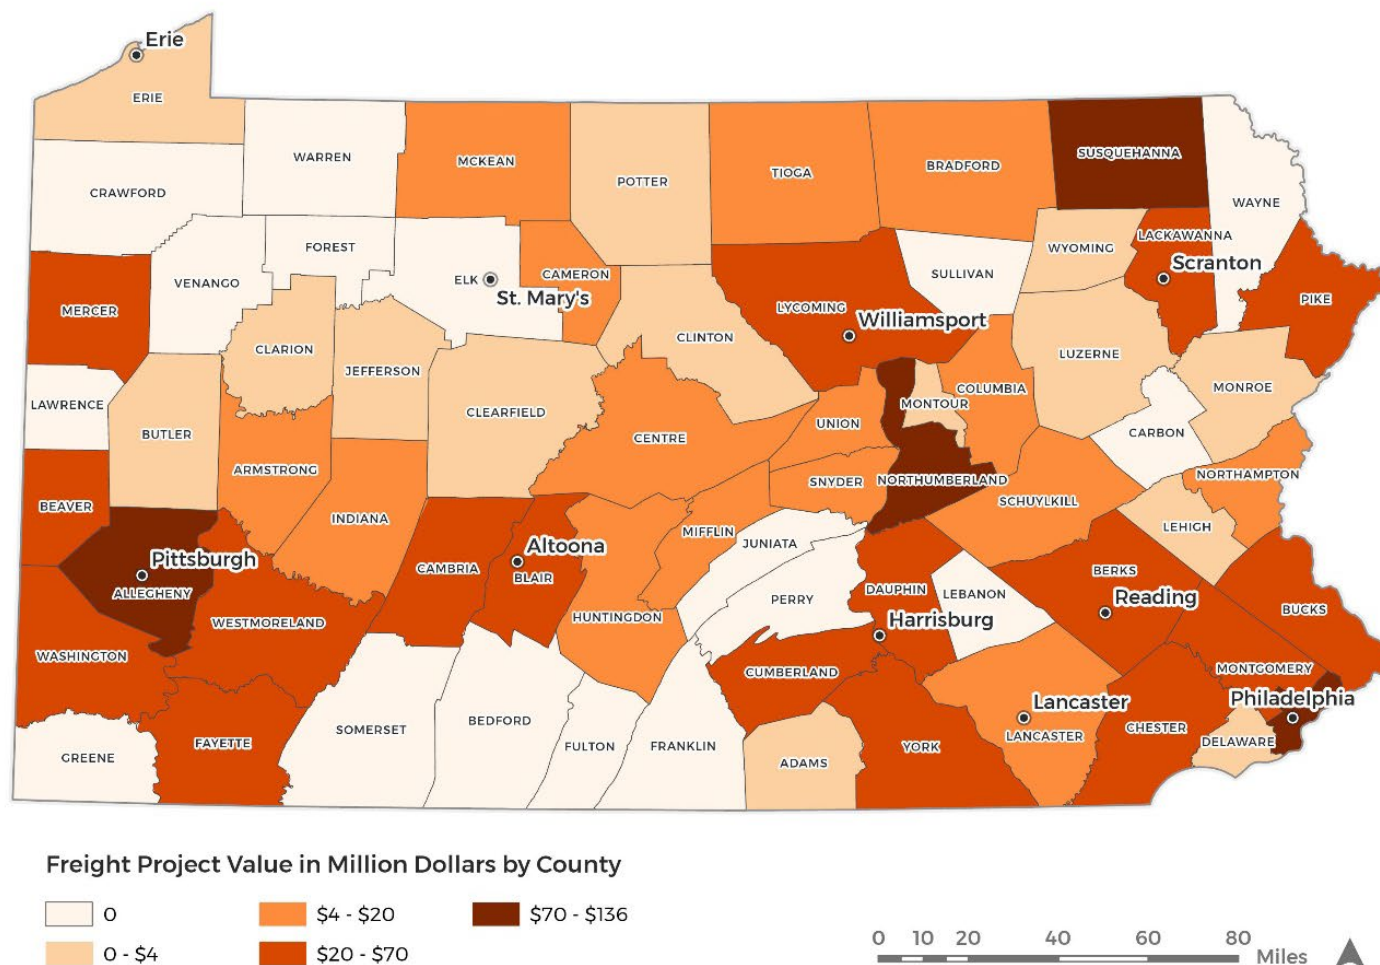 Erie
ERIE
WARREN
MCKEAN
POTTER
TIOGA
BRADFORD
SUSQUEHANNA
CRAWFORD
WAYNE
FOREST
WYOMING
LACKAWANNA
VENANGO
ELK
St. Mary's
CAMERON
SULLIVAN
Scranton
MERCER
LYCOMING
Williamsport
PIKE
CLARION
JEFFERSON
CLINTON
LUZERNE
LAWRENCE
CLEARFIELD
MONTOUR
COLUMBIA
MONROE
BUTLER
CENTRE
UNION
CARBON
ARMSTRONG
SNYDER
NORTHUMBERLAND
NORTHAMPTON
BEAVER
INDIANA
MIFFLIN
SCHUYLKILL
LEHIGH
Pittsburgh
ALLEGHENY
CAMBRIA
Altoona
BLAIR
JUNIATA
PERRY
DAUPHIN
LEBANON
BERKS
Reading
BUCKS
WESTMORELAND
HUNTINGDON
Harrisburg
WASHINGTON
CUMBERLAND
MONTGOMERY
Philadelphia
SOMERSET
BEDFORD
FULTON
FRANKLIN
Lancaster
LANCASTER
CHESTER
DELAWARE
GREENE
FAYETTE
ADAMS
YORK
Freight Project Value in Million Dollars by County
0
$4 - $20
$70 - $136
0 - $4
$20 - $70
0 10 20 40 60 80
Miles